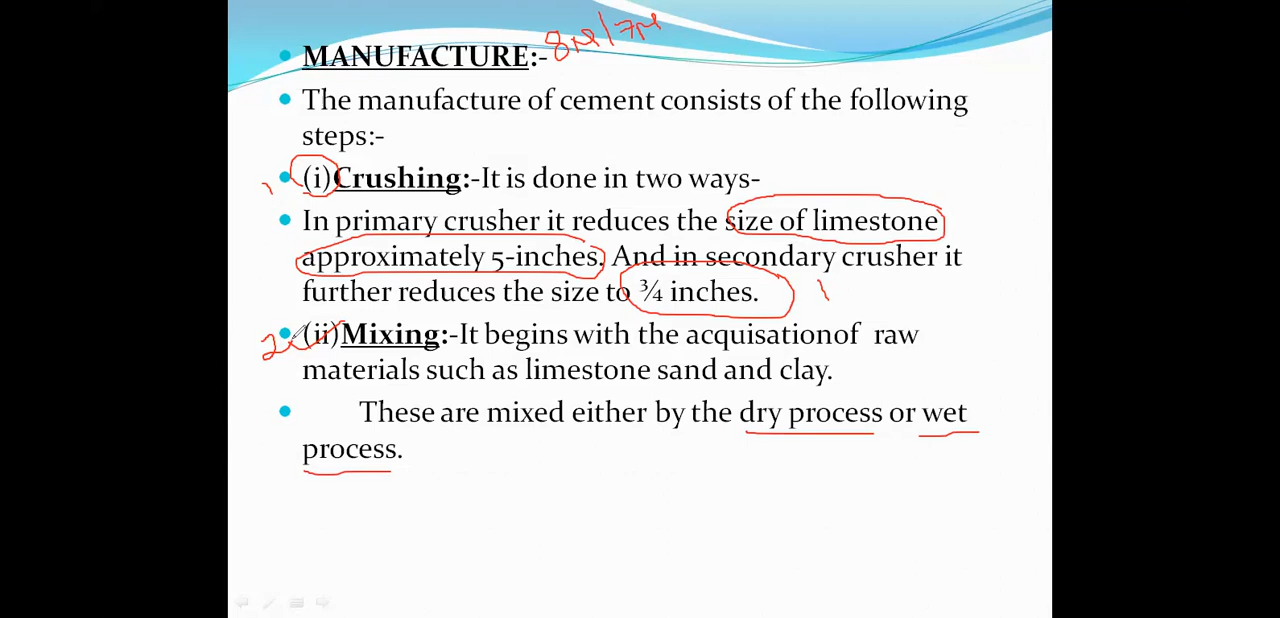 MANUFACTURE:- 8M/7M
The manufacture of cement consists of the following
steps:-
(i)Crushing:-It is done in two ways-
In primary crusher it reduces the size of limestone
approximately 5-inches. And in secondary crusher it
further reduces the size to ¾ inches.
2 (ii)Mixing:-It begins with the acquisationof raw
materials such as limestone sand and clay.
These are mixed either by the dry process or wet
process.